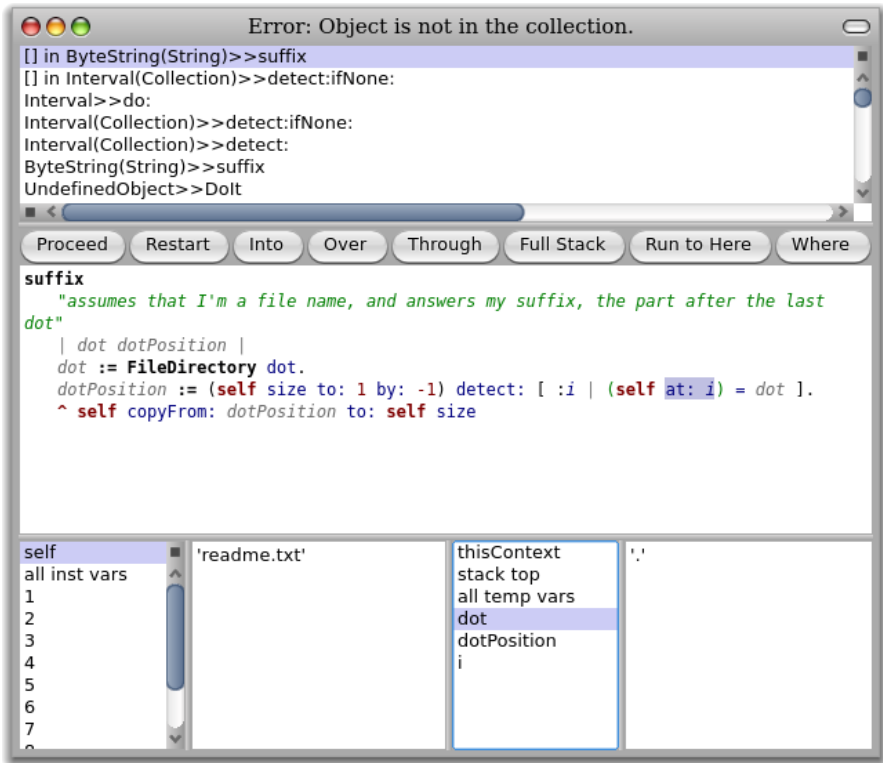 Error: Object is not in the collection.
[] in ByteString(String)>>suffix
[] in Interval(Collection)>>detect:ifNone:
Interval>>do:
Interval(Collection)>>detect:ifNone:
Interval(Collection)>>detect:
ByteString(String)>>suffix
UndefinedObject>>DoIt
Proceed Restart Into Over Through Full Stack Run to Here Where
suffix
"assumes that I'm a file name, and answers my suffix, the part after the last
dot"
| dot dotPosition |
dot := FileDirectory dot.
dotPosition := (self size to: 1 by: -1) detect: [ :i | (self at: i) = dot ].
^ self copyFrom: dotPosition to: self size
self
all inst vars
1
2
3
4
5
6
7
'readme.txt'
thisContext
stack top
all temp vars
dot
dotPosition
i
'.'